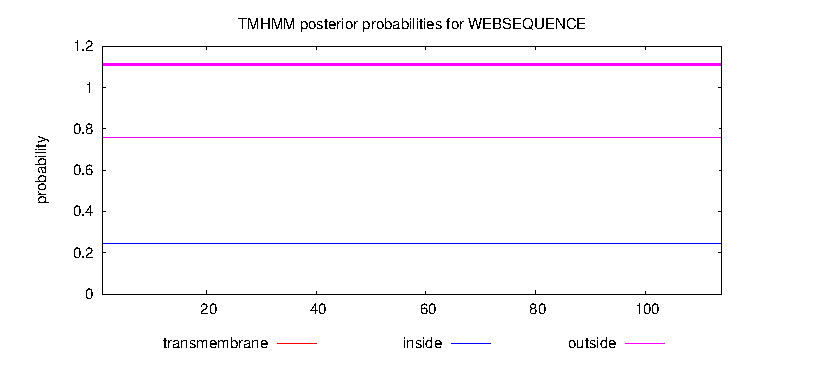 TMHMM posterior probabilities for WEBSEQUENCE
1.2
1
0.8
0.6
0.4
0.2
0
probability
20 40 60 80 100
transmembrane inside outside